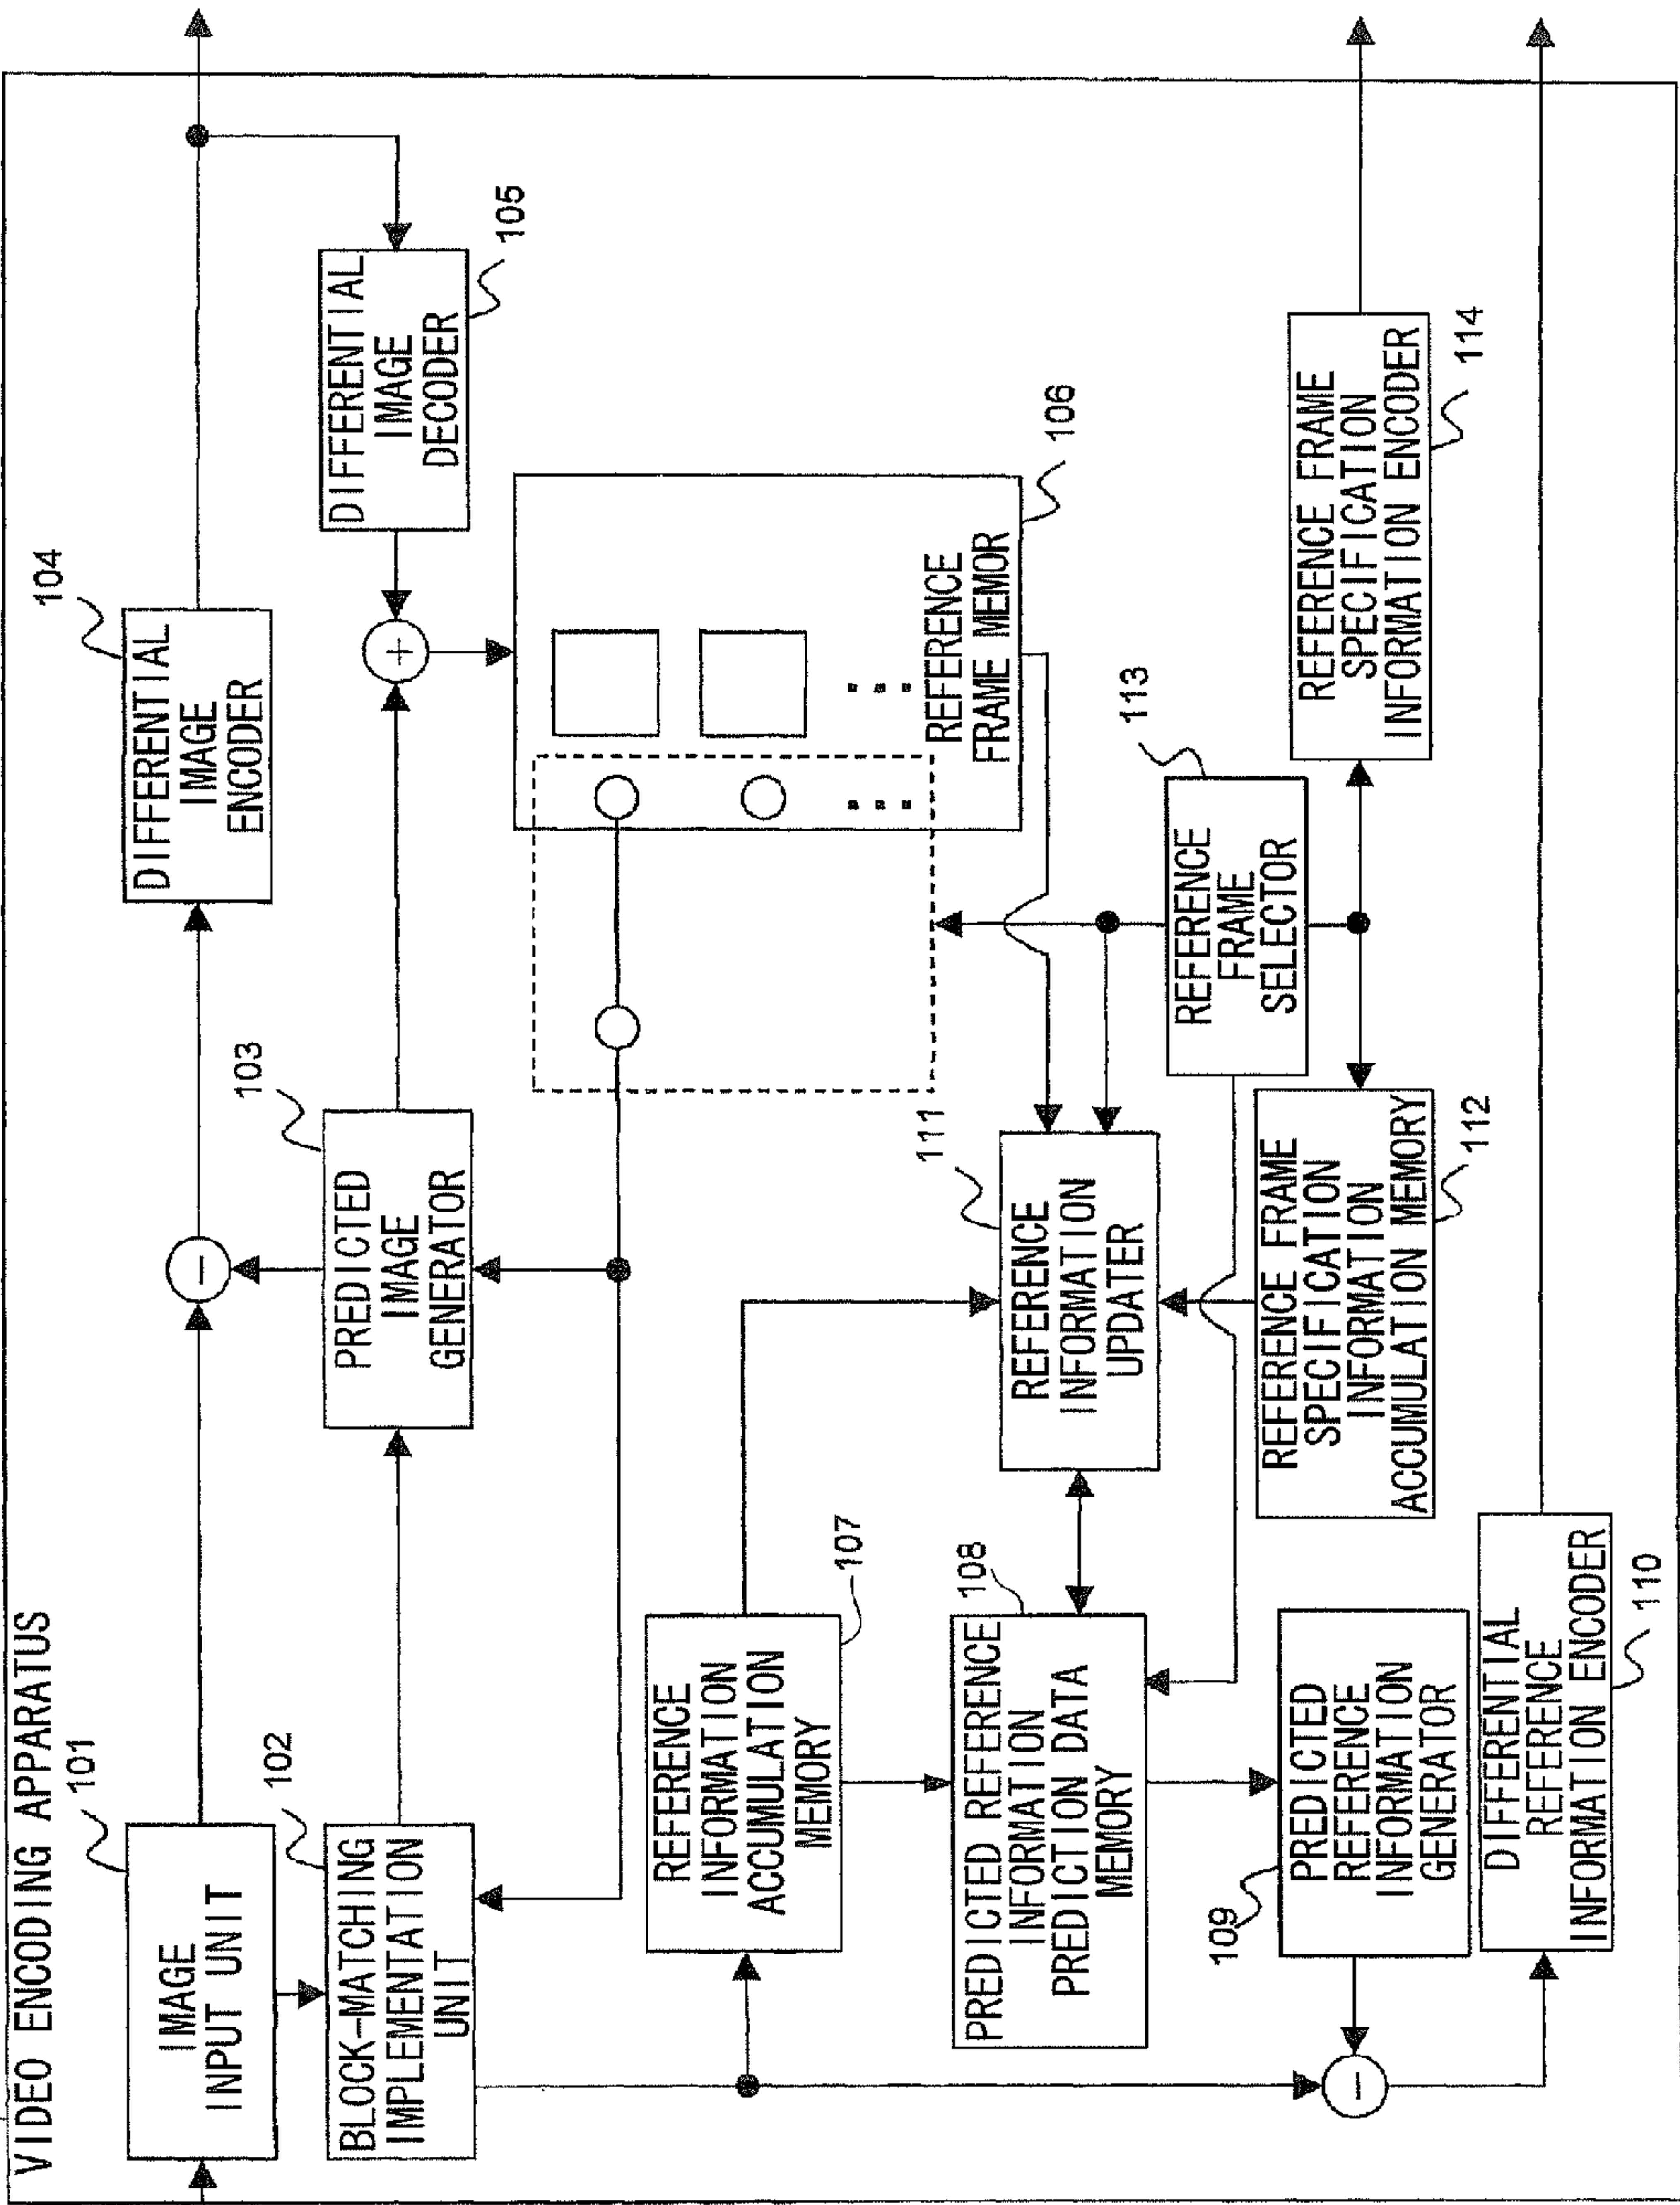 VIDEO ENCODING APPARATUS
101
IMAGE
INPUT UNIT
102
BLOCK-MATCHING
IMPLEMENTATION
UNIT
103
PREDICTED
IMAGE
GENERATOR
104
DIFFERENTIAL
IMAGE
ENCODER
105
DIFFERENTIAL
IMAGE
DECODER
106
REFERENCE
FRAME MEMOR
107
REFERENCE
INFORMATION
ACCUMULATION
MEMORY
108
PREDICTED REFERENCE
INFORMATION
PREDICTION DATA
MEMORY
109
PREDICTED
REFERENCE
INFORMATION
GENERATOR
110
DIFFERENTIAL
REFERENCE
INFORMATION ENCODER
111
REFERENCE
INFORMATION
UPDATER
112
REFERENCE FRAME
SPECIFICATION
INFORMATION
ACCUMULATION MEMORY
113
REFERENCE
FRAME
SELECTOR
114
REFERENCE FRAME
SPECIFICATION
INFORMATION ENCODER